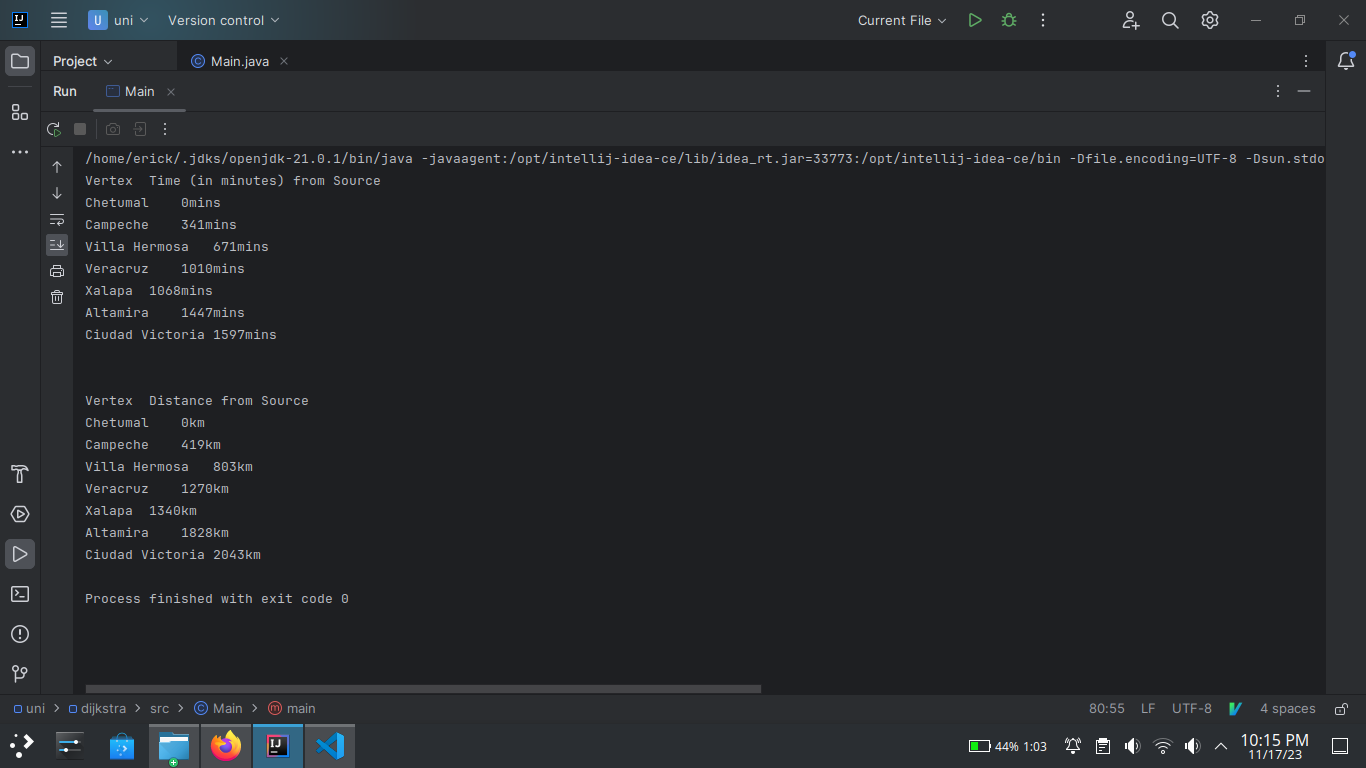 U uni Version control Current File
Project Main.java
Run Main
/home/erick/.jdks/openjdk-21.0.1/bin/java -javaagent:/opt/intellij-idea-ce/lib/idea_rt.jar=33773:/opt/intellij-idea-ce/bin -Dfile.encoding=UTF-8 -Dsun.stdo
Vertex Time (in minutes) from Source
Chetumal 0mins
Campeche 341mins
Villa Hermosa 671mins
Veracruz 1010mins
Xalapa 1068mins
Altamira 1447mins
Ciudad Victoria 1597mins
Vertex Distance from Source
Chetumal 0km
Campeche 419km
Villa Hermosa 803km
Veracruz 1270km
Xalapa 1340km
Altamira 1828km
Ciudad Victoria 2043km
Process finished with exit code 0
uni > dijkstra > src > Main > main 80:55 LF UTF-8 4 spaces
44% 1:03 10:15 PM
11/17/23